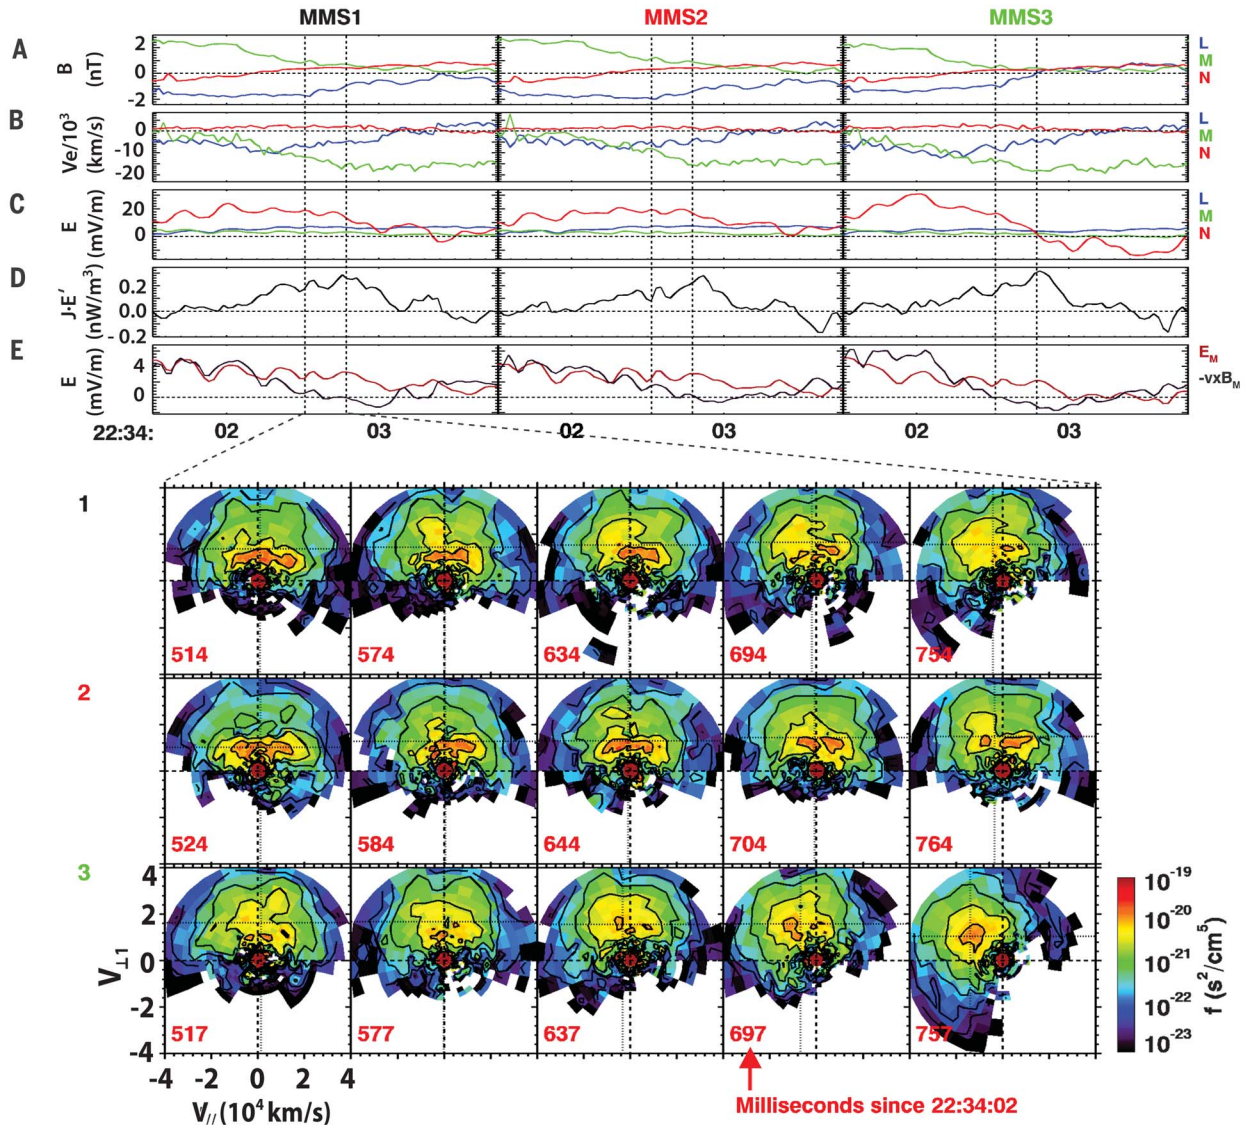 MMS1 MMS2 MMS3
A
B
(nT)
2
0
-2
L
M
N
B
Ve/10³
(km/s)
0
-10
-20
L
M
N
C
E
(mV/m)
20
0
L
M
N
D
J·E′
(nW/m³)
0.2
0.0
-0.2
E
E
(mV/m)
4
0
E_M
-vxB_M
22:34: 02 03 02 03 02 03
1
514 574 634 694 754
2
524 584 644 704 764
3
4
2
0
-2
-4
V⊥1
517 577 637 697 757
-4 -2 0 2 4
V// (10⁴ km/s)
Milliseconds since 22:34:02
10⁻¹⁹
10⁻²⁰
10⁻²¹
10⁻²²
10⁻²³
f (s²/cm⁵)